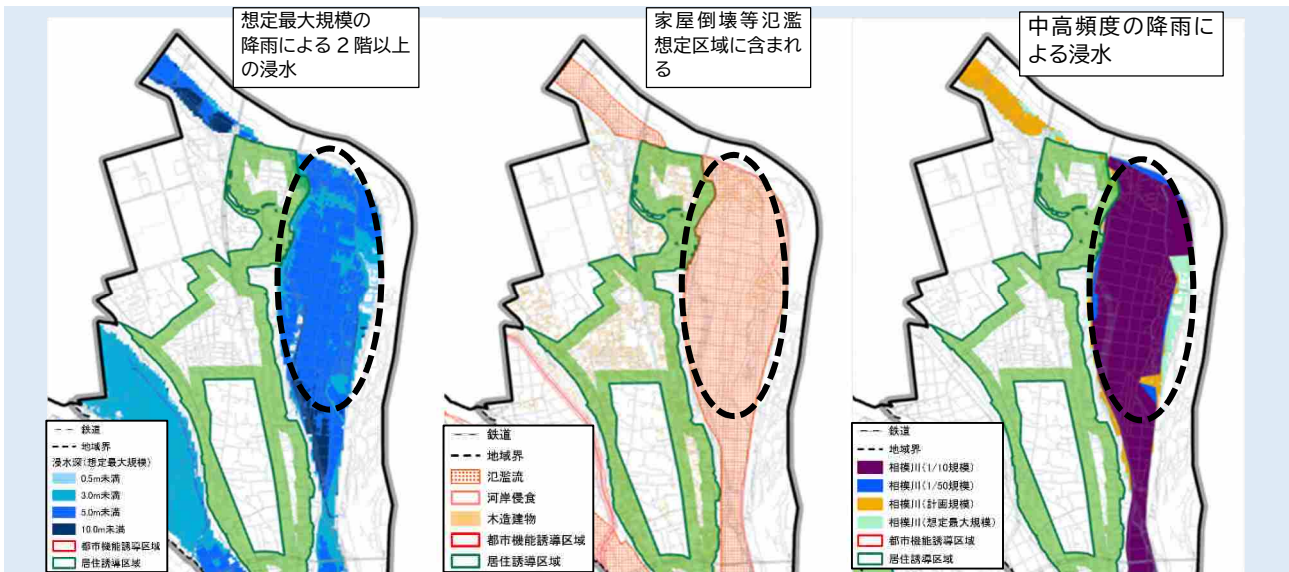 想定最大規模の
降雨による2階以上
の浸水
家屋倒壊等氾濫
想定区域に含まれ
る
中高頻度の降雨に
よる浸水
鉄道
地域界
浸水深(想定最大規模)
0.5m未満
3.0m未満
5.0m未満
10.0m未満
都市機能誘導区域
居住誘導区域
鉄道
地域界
氾濫流
河岸侵食
木造建物
都市機能誘導区域
居住誘導区域
鉄道
地域界
相模川(1/10規模)
相模川(1/50規模)
相模川(計画規模)
相模川(想定最大規模)
都市機能誘導区域
居住誘導区域